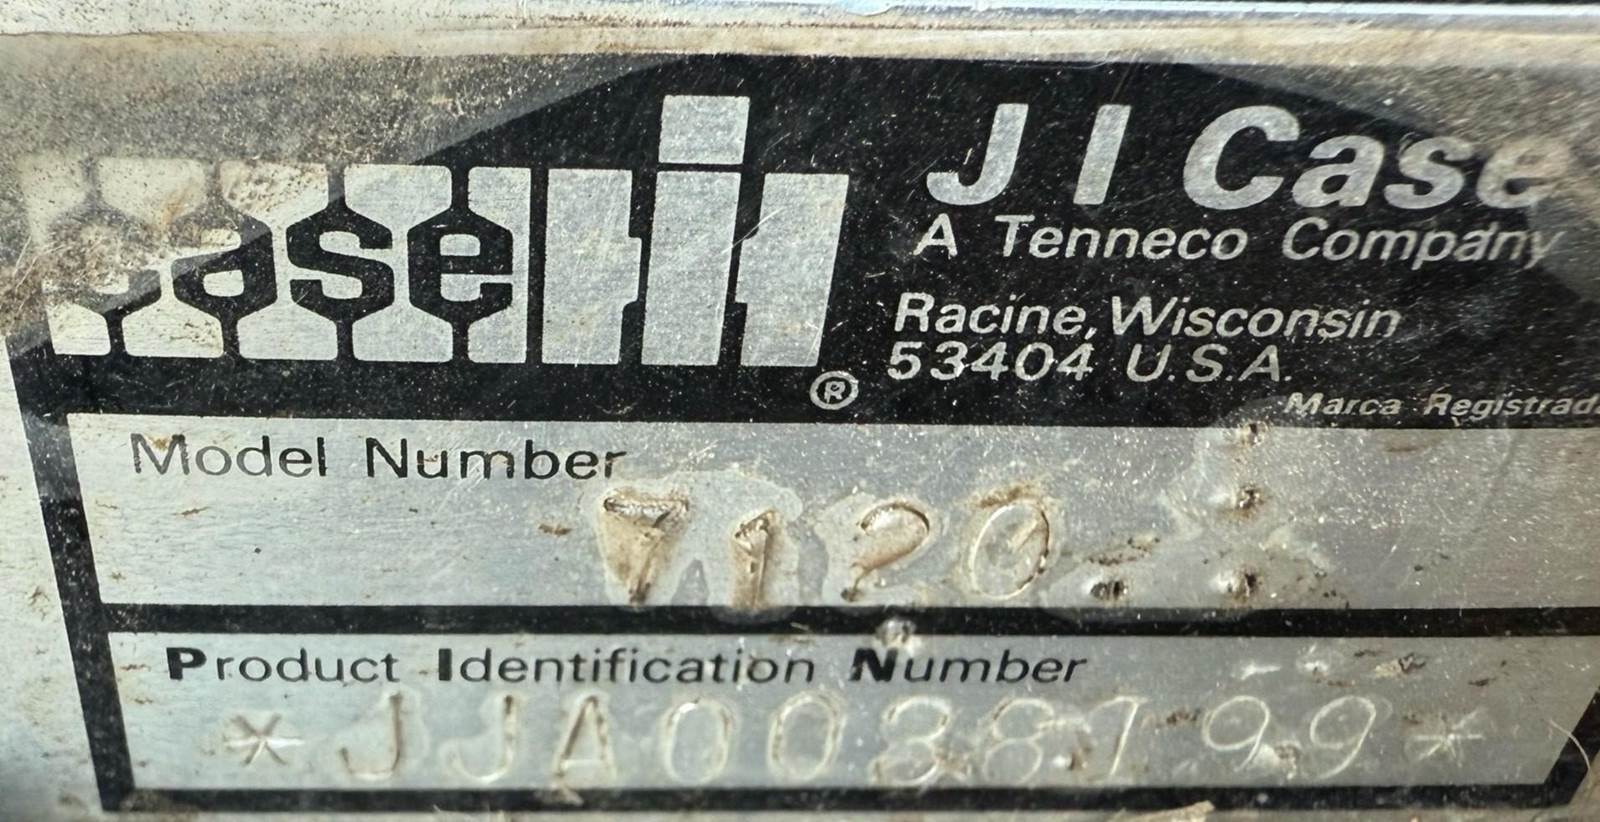 case iH ®
J I Case
A Tenneco Company
Racine, Wisconsin
53404 U.S.A.
Marca Registrada
Model Number
7120
Product Identification Number
*JJA0038199*